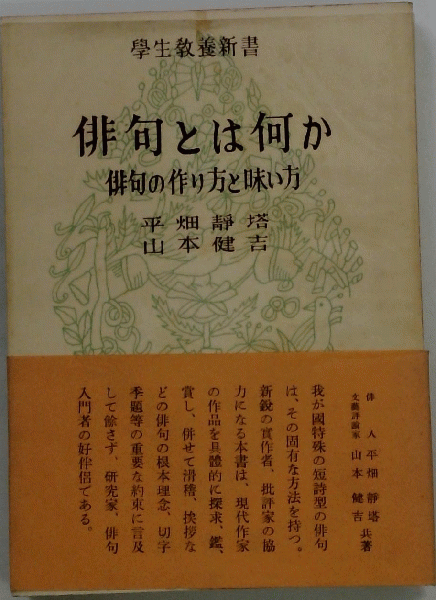 學生教養新書
俳句とは何か
俳句の作り方と味い方
平畑靜塔
山本健吉
俳人 平畑靜塔
文藝評論家 山本健吉 共著
我が國特殊の短詩型の俳句
は、その固有な方法を持つ。
新銳の實作者、批評家の協
力になる本書は、現代作家
の作品を具體的に探求、鑑
賞し、併せて滑稽、挨拶な
どの俳句の根本理念、切字
季題等の重要な約束に言及
して餘さず、研究家、俳句
入門者の好伴侶である。